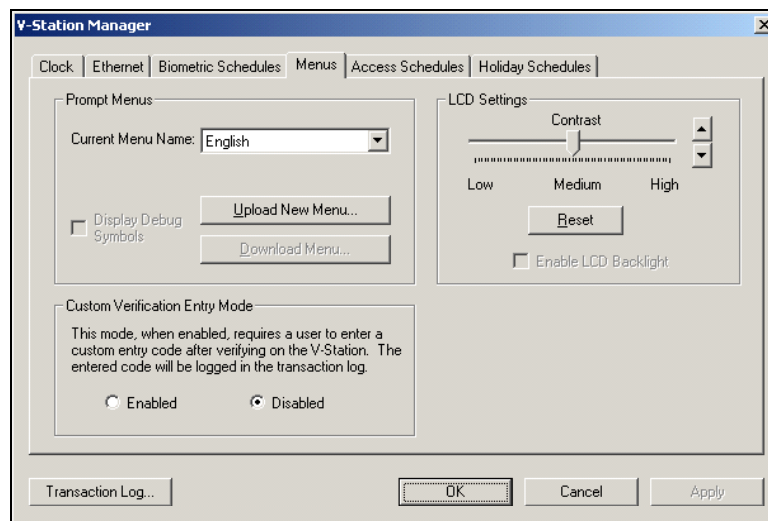 V-Station Manager
Clock Ethernet Biometric Schedules Menus Access Schedules Holiday Schedules
Prompt Menus
Current Menu Name: English
Display Debug Symbols
Upload New Menu...
Download Menu...
LCD Settings
Contrast
Low Medium High
Reset
Enable LCD Backlight
Custom Verification Entry Mode
This mode, when enabled, requires a user to enter a
custom entry code after verifying on the V-Station. The
entered code will be logged in the transaction log.
Enabled Disabled
Transaction Log... OK Cancel Apply